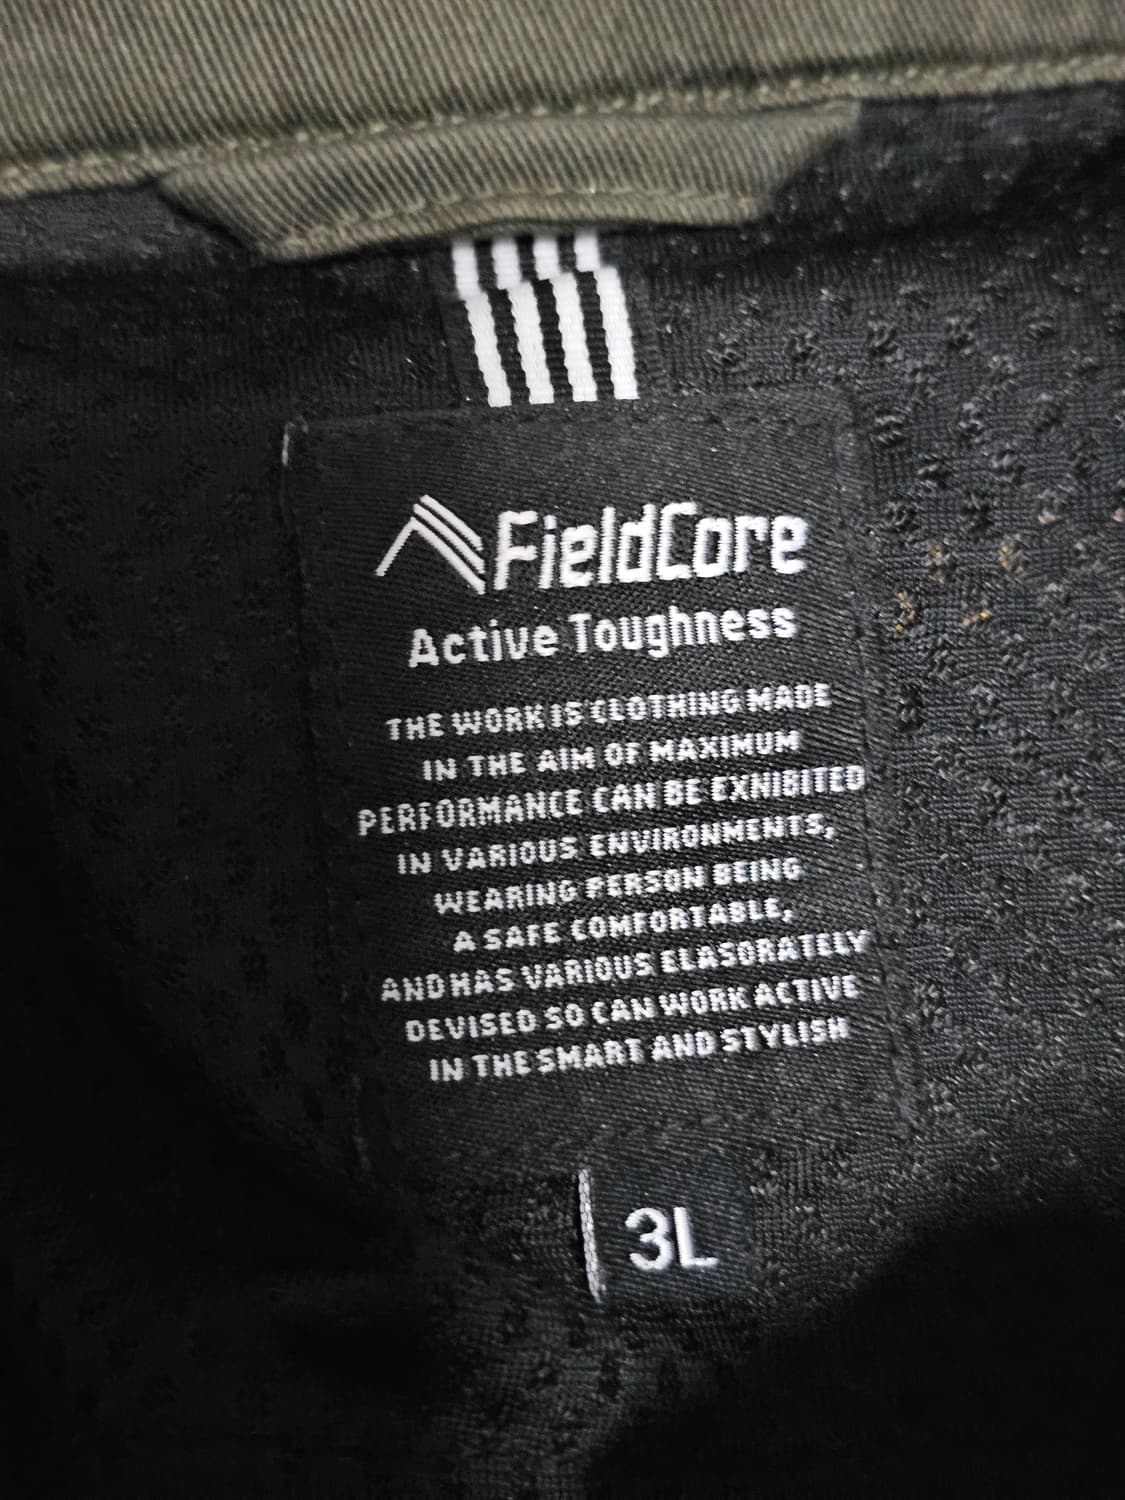 FieldCore
Active Toughness
THE WORK IS CLOTHING MADE
IN THE AIM OF MAXIMUM
PERFORMANCE CAN BE EXHIBITED
IN VARIOUS ENVIRONMENTS,
WEARING PERSON BEING
A SAFE COMFORTABLE,
AND HAS VARIOUS ELASORATELY
DEVISED SO CAN WORK ACTIVE
IN THE SMART AND STYLISH
3L